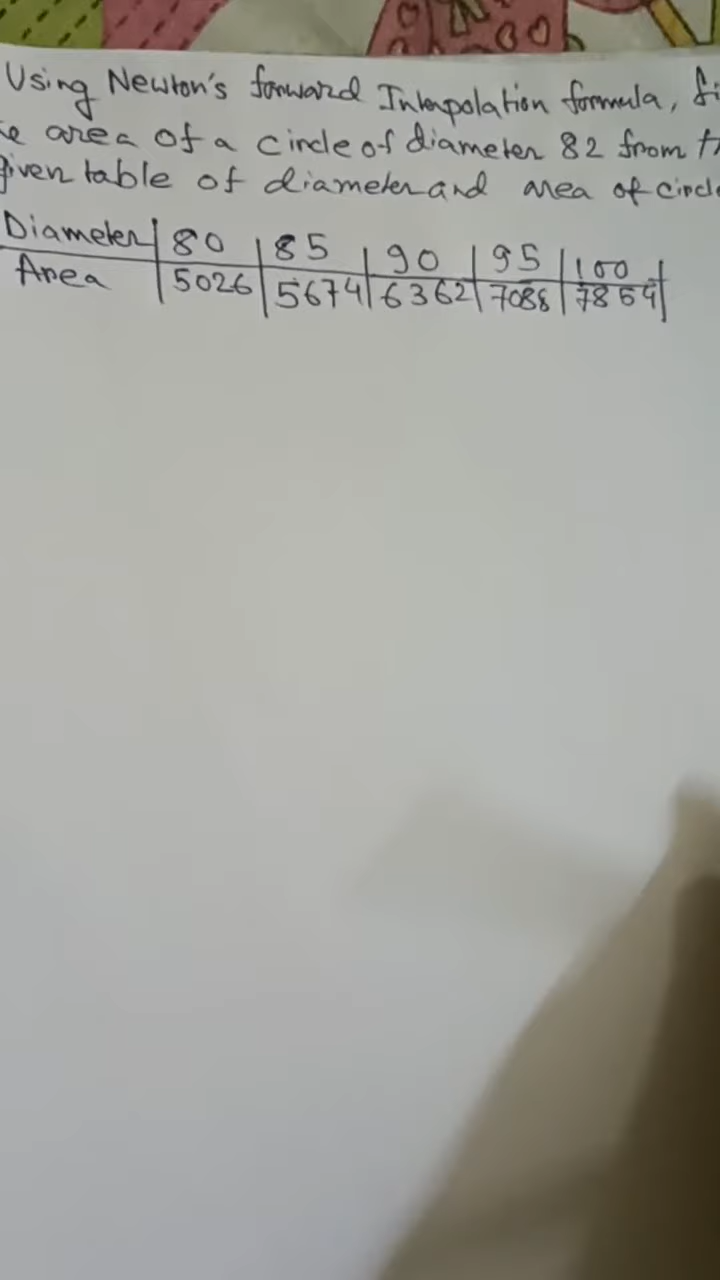 Using Newton's forward Interpolation formula,
area of a circle of diameter 82 from
given table of diameter and area of
Diameter 80 85 90 95 100
Area 5026 5674 6362 7088 7854